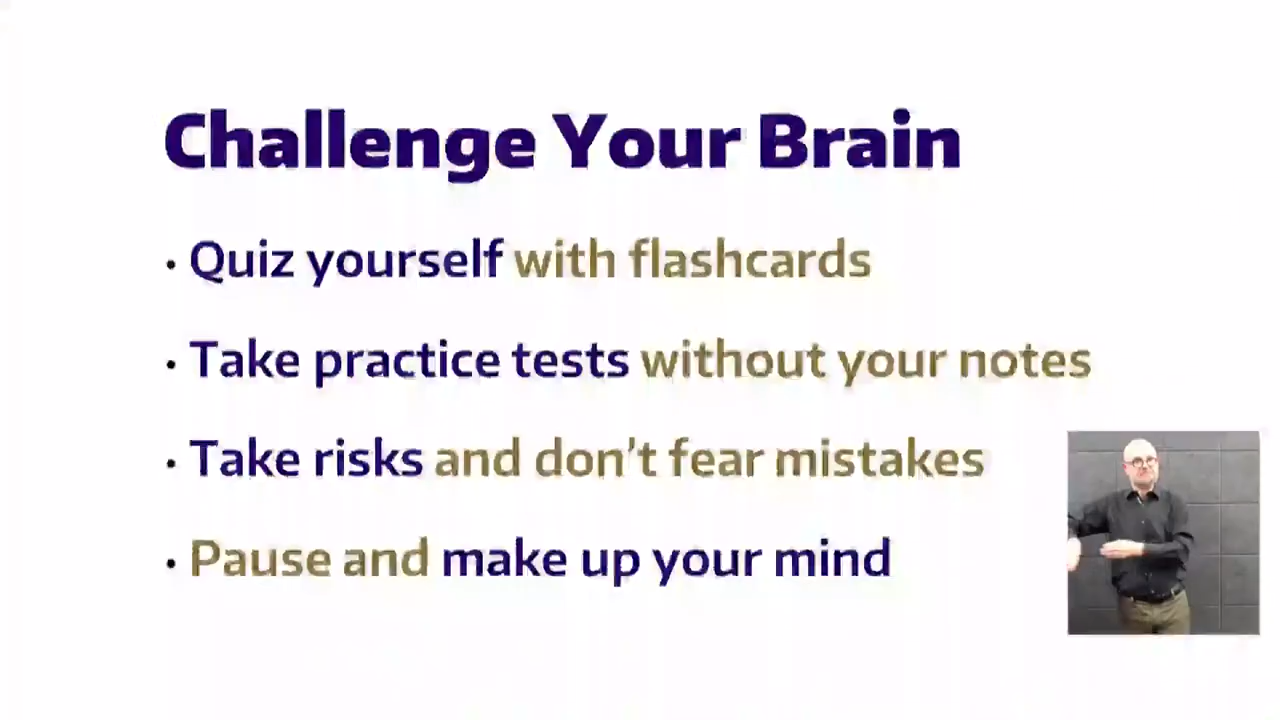 Challenge Your Brain
• Quiz yourself with flashcards
• Take practice tests without your notes
• Take risks and don't fear mistakes
• Pause and make up your mind